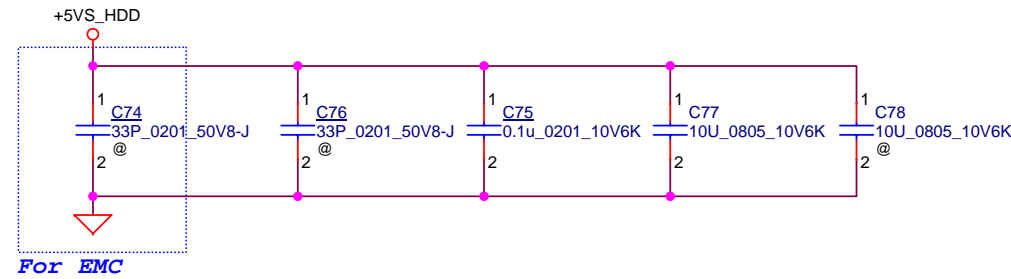 +5VS_HDD
1
C74
33P_0201_50V8-J
@
2
1
C76
33P_0201_50V8-J
@
2
1
C75
0.1u_0201_10V6K
2
1
C77
10U_0805_10V6K
2
1
C78
10U_0805_10V6K
@
2
For EMC